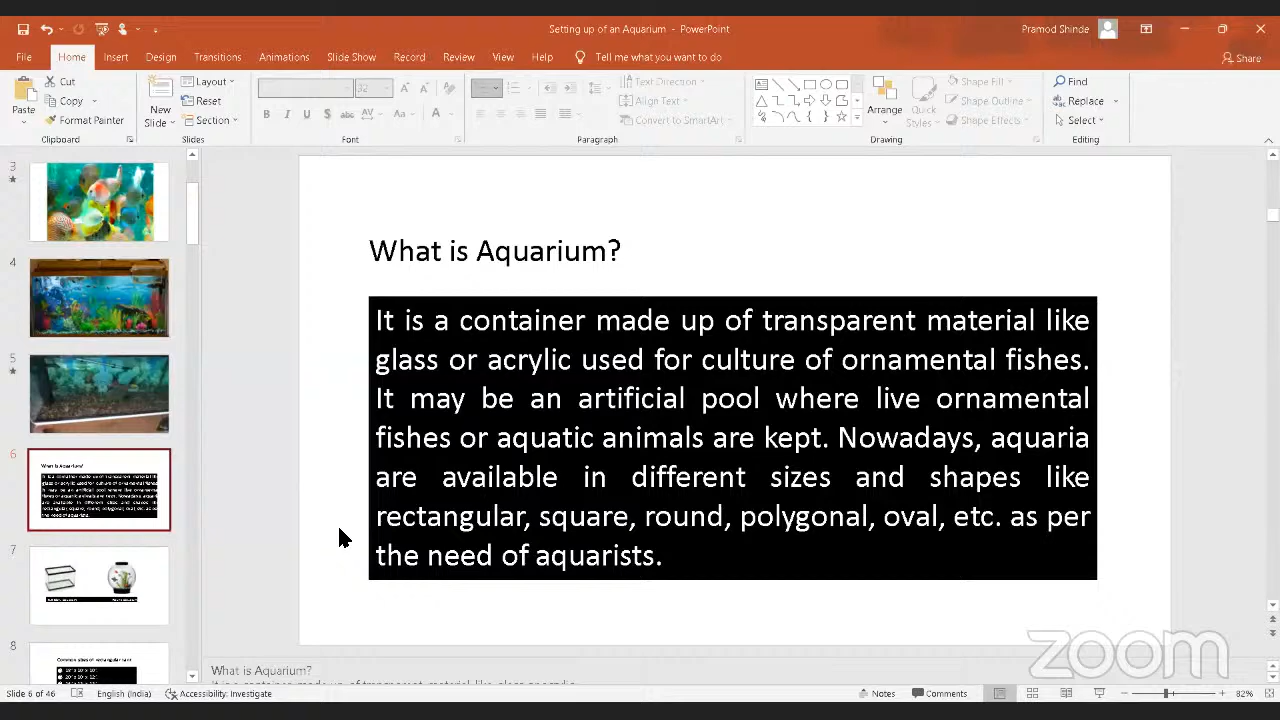 Setting up of an Aquarium - PowerPoint
Pramod Shinde
File Home Insert Design Transitions Animations Slide Show Record Review View Help Tell me what you want to do
Share
Cut
Copy
Format Painter
Paste
Clipboard
New Slide
Layout
Reset
Section
Slides
32
Font
Text Direction
Align Text
Convert to SmartArt
Paragraph
Arrange
Quick Styles
Shape Fill
Shape Outline
Shape Effects
Drawing
Find
Replace
Select
Editing
3
4
5
6
7
8
What is Aquarium?
It is a container made up of transparent material like
glass or acrylic used for culture of ornamental fishes.
It may be an artificial pool where live ornamental
fishes or aquatic animals are kept. Nowadays, aquaria
are available in different sizes and shapes like
rectangular, square, round, polygonal, oval, etc. as per
the need of aquarists.
What is Aquarium?
zoom
Slide 6 of 46 English (India) Accessibility: Investigate Notes Comments 82%